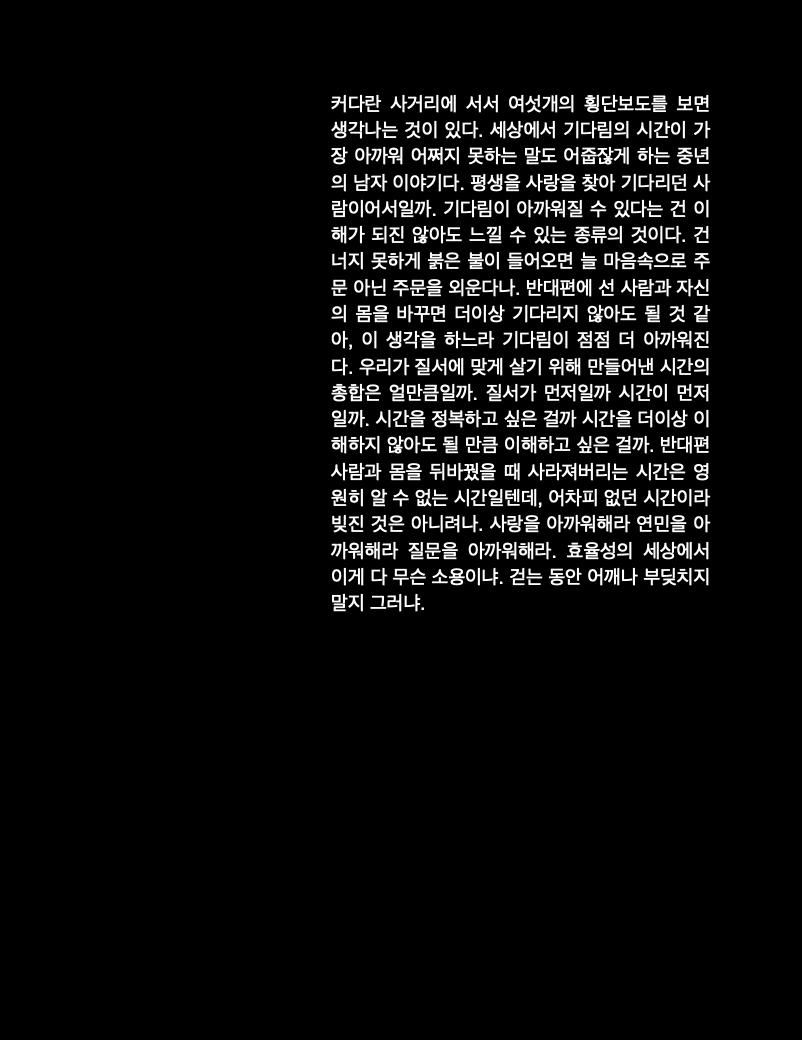 커다란 사거리에 서서 여섯개의 횡단보도를 보면
생각나는 것이 있다. 세상에서 기다림의 시간이 가
장 아까워 어쩌지 못하는 말도 어줍잖게 하는 중년
의 남자 이야기다. 평생을 사랑을 찾아 기다리던 사
람이어서일까. 기다림이 아까워질 수 있다는 건 이
해가 되진 않아도 느낄 수 있는 종류의 것이다. 건
너지 못하게 붉은 불이 들어오면 늘 마음속으로 주
문 아닌 주문을 외운다나. 반대편에 선 사람과 자신
의 몸을 바꾸면 더이상 기다리지 않아도 될 것 같
아, 이 생각을 하느라 기다림이 점점 더 아까워진
다. 우리가 질서에 맞게 살기 위해 만들어낸 시간의
총합은 얼만큼일까. 질서가 먼저일까 시간이 먼저
일까. 시간을 정복하고 싶은 걸까 시간을 더이상 이
해하지 않아도 될 만큼 이해하고 싶은 걸까. 반대편
사람과 몸을 뒤바꿨을 때 사라져버리는 시간은 영
원히 알 수 없는 시간일텐데, 어차피 없던 시간이라
빚진 것은 아니려나. 사랑을 아까워해라 연민을 아
까워해라 질문을 아까워해라. 효율성의 세상에서
이게 다 무슨 소용이냐. 걷는 동안 어깨나 부딪치지
말지 그러냐.